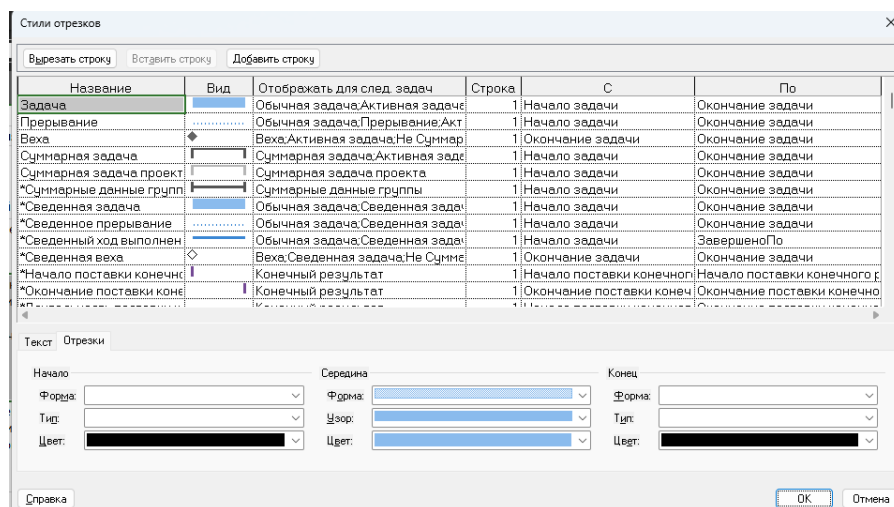 Стили отрезков
Вырезать строку Вставить строку Добавить строку
Название Вид Отображать для след. задач Строка С По
Задача Обычная задача;Активная задача 1 Начало задачи Окончание задачи
Прерывание Обычная задача;Прерывание;Акт 1 Начало задачи Окончание задачи
Веха Веха;Активная задача;Не Суммар 1 Окончание задачи Окончание задачи
Суммарная задача Суммарная задача;Активная зада 1 Начало задачи Окончание задачи
Суммарная задача проект Суммарная задача проекта 1 Начало задачи Окончание задачи
*Суммарные данные групп Суммарные данные группы 1 Начало задачи Окончание задачи
*Сведенная задача Обычная задача;Сведенная задач 1 Начало задачи Окончание задачи
*Сведенное прерывание Обычная задача;Сведенная задач 1 Начало задачи Окончание задачи
*Сведенный ход выполнен Обычная задача;Сведенная задач 1 Начало задачи ЗавершеноПо
*Сведенная веха Веха;Сведенная задача;Не Сумма 1 Окончание задачи Окончание задачи
*Начало поставки конечнс Конечный результат 1 Начало поставки конечног Начало поставки конечного р
*Окончание поставки коне Конечный результат 1 Окончание поставки конеч Окончание поставки конечно
Текст Отрезки
Начало Середина Конец
Форма: Форма: Форма:
Тип: Узор: Тип:
Цвет: Цвет: Цвет:
Справка ОК Отмена